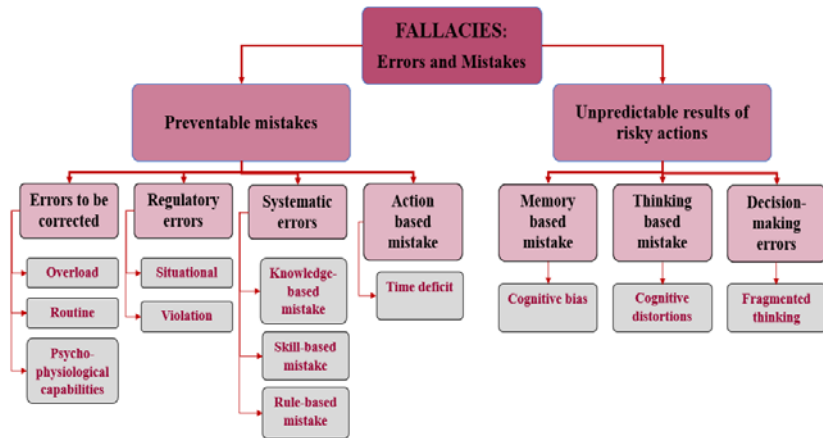 FALLACIES:
Errors and Mistakes
Preventable mistakes
Unpredictable results of
risky actions
Errors to be
corrected
Regulatory
errors
Systematic
errors
Action
based
mistake
Memory
based
mistake
Thinking
based
mistake
Decision-
making
errors
Overload
Routine
Psycho-
physiological
capabilities
Situational
Violation
Knowledge-
based
mistake
Skill-based
mistake
Rule-based
mistake
Time deficit
Cognitive bias
Cognitive
distortions
Fragmented
thinking